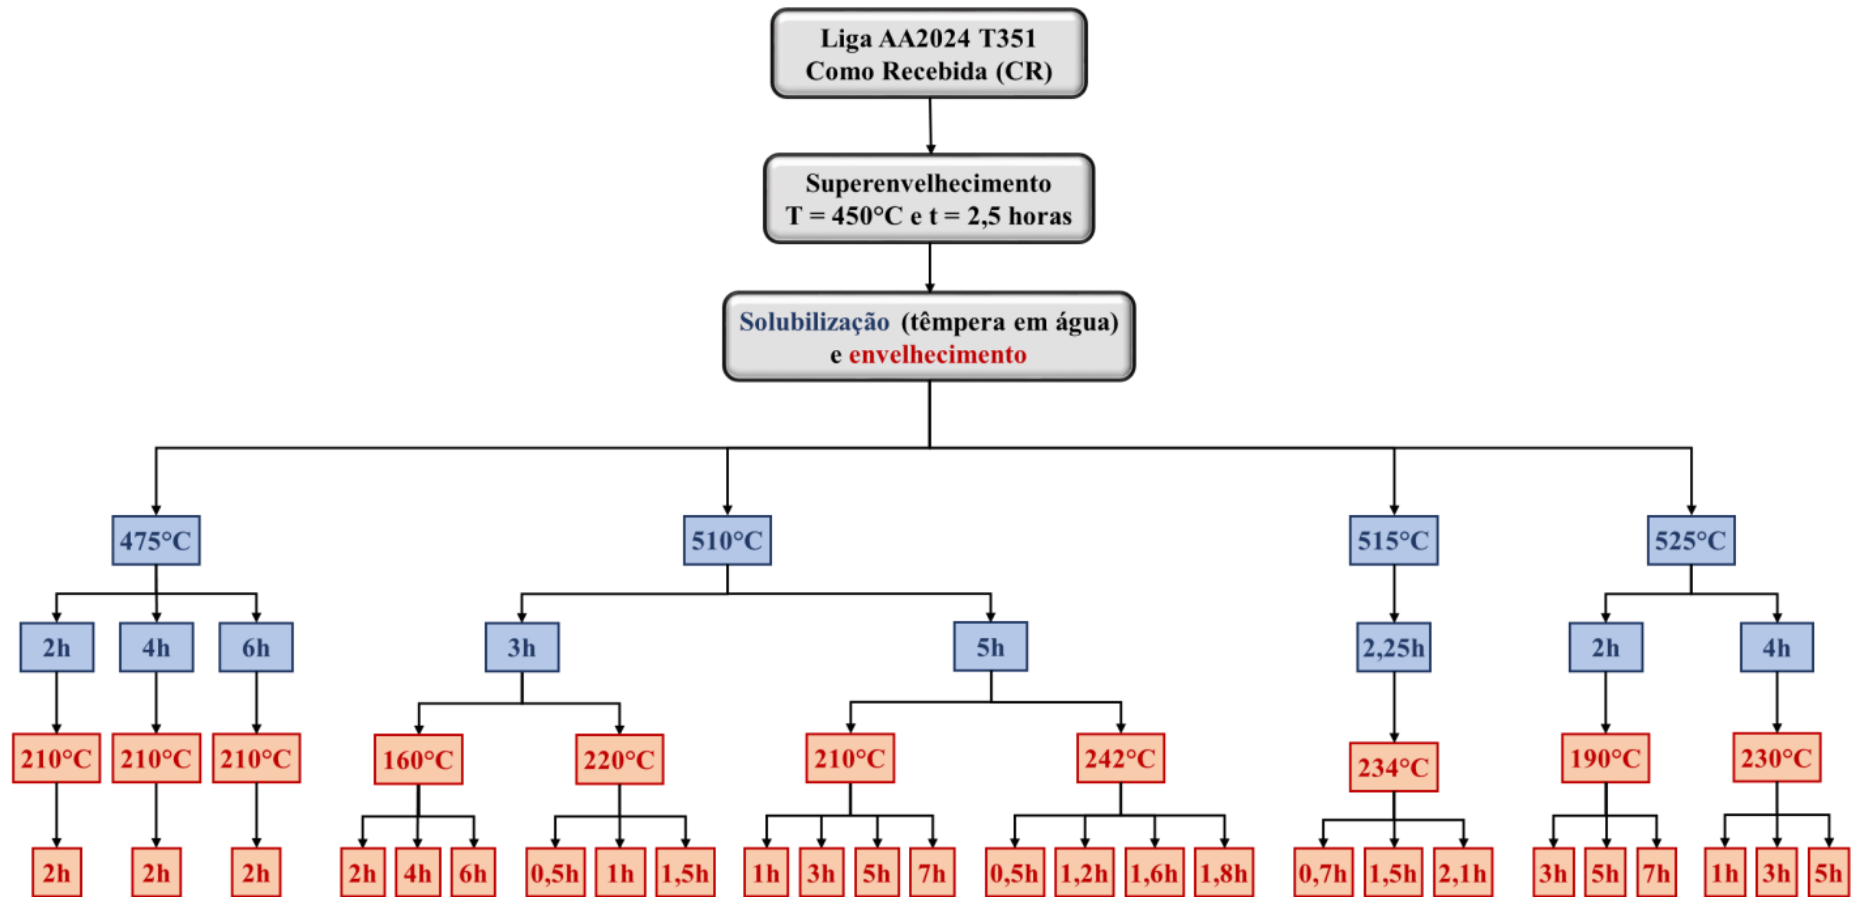 Liga AA2024 T351
Como Recebida (CR)
Superenvelhecimento
T = 450°C e t = 2,5 horas
Solubilização (têmpera em água)
e envelhecimento
475°C
510°C
515°C
525°C
2h
4h
6h
3h
5h
2,25h
2h
4h
210°C
210°C
210°C
160°C
220°C
210°C
242°C
234°C
190°C
230°C
2h
2h
2h
2h
4h
6h
0,5h
1h
1,5h
1h
3h
5h
7h
0,5h
1,2h
1,6h
1,8h
0,7h
1,5h
2,1h
3h
5h
7h
1h
3h
5h